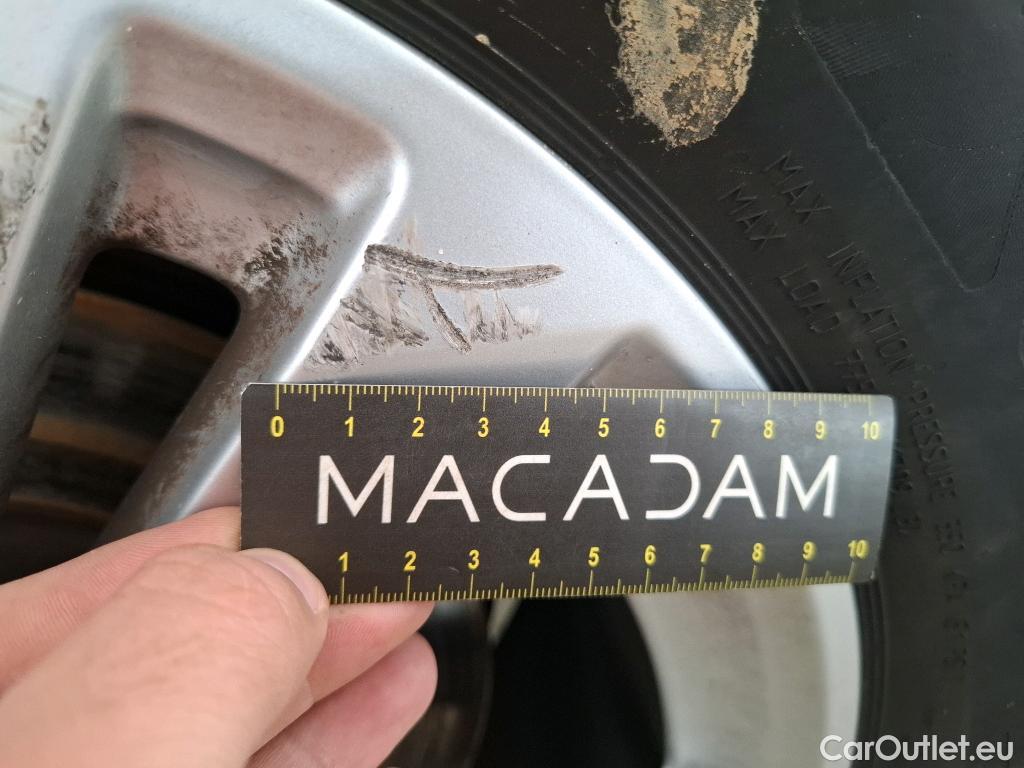 MAX INFLATION PRESSURE
MAX LOAD
0 1 2 3 4 5 6 7 8 9 10
MACADAM
1 2 3 4 5 6 7 8 9 10
CarOutlet.eu